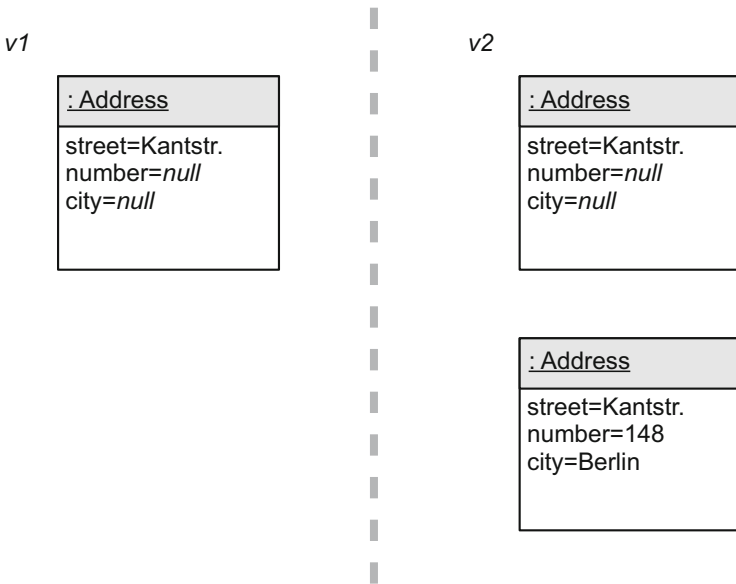 v1
: Address
street=Kantstr.
number=null
city=null
v2
: Address
street=Kantstr.
number=null
city=null
: Address
street=Kantstr.
number=148
city=Berlin